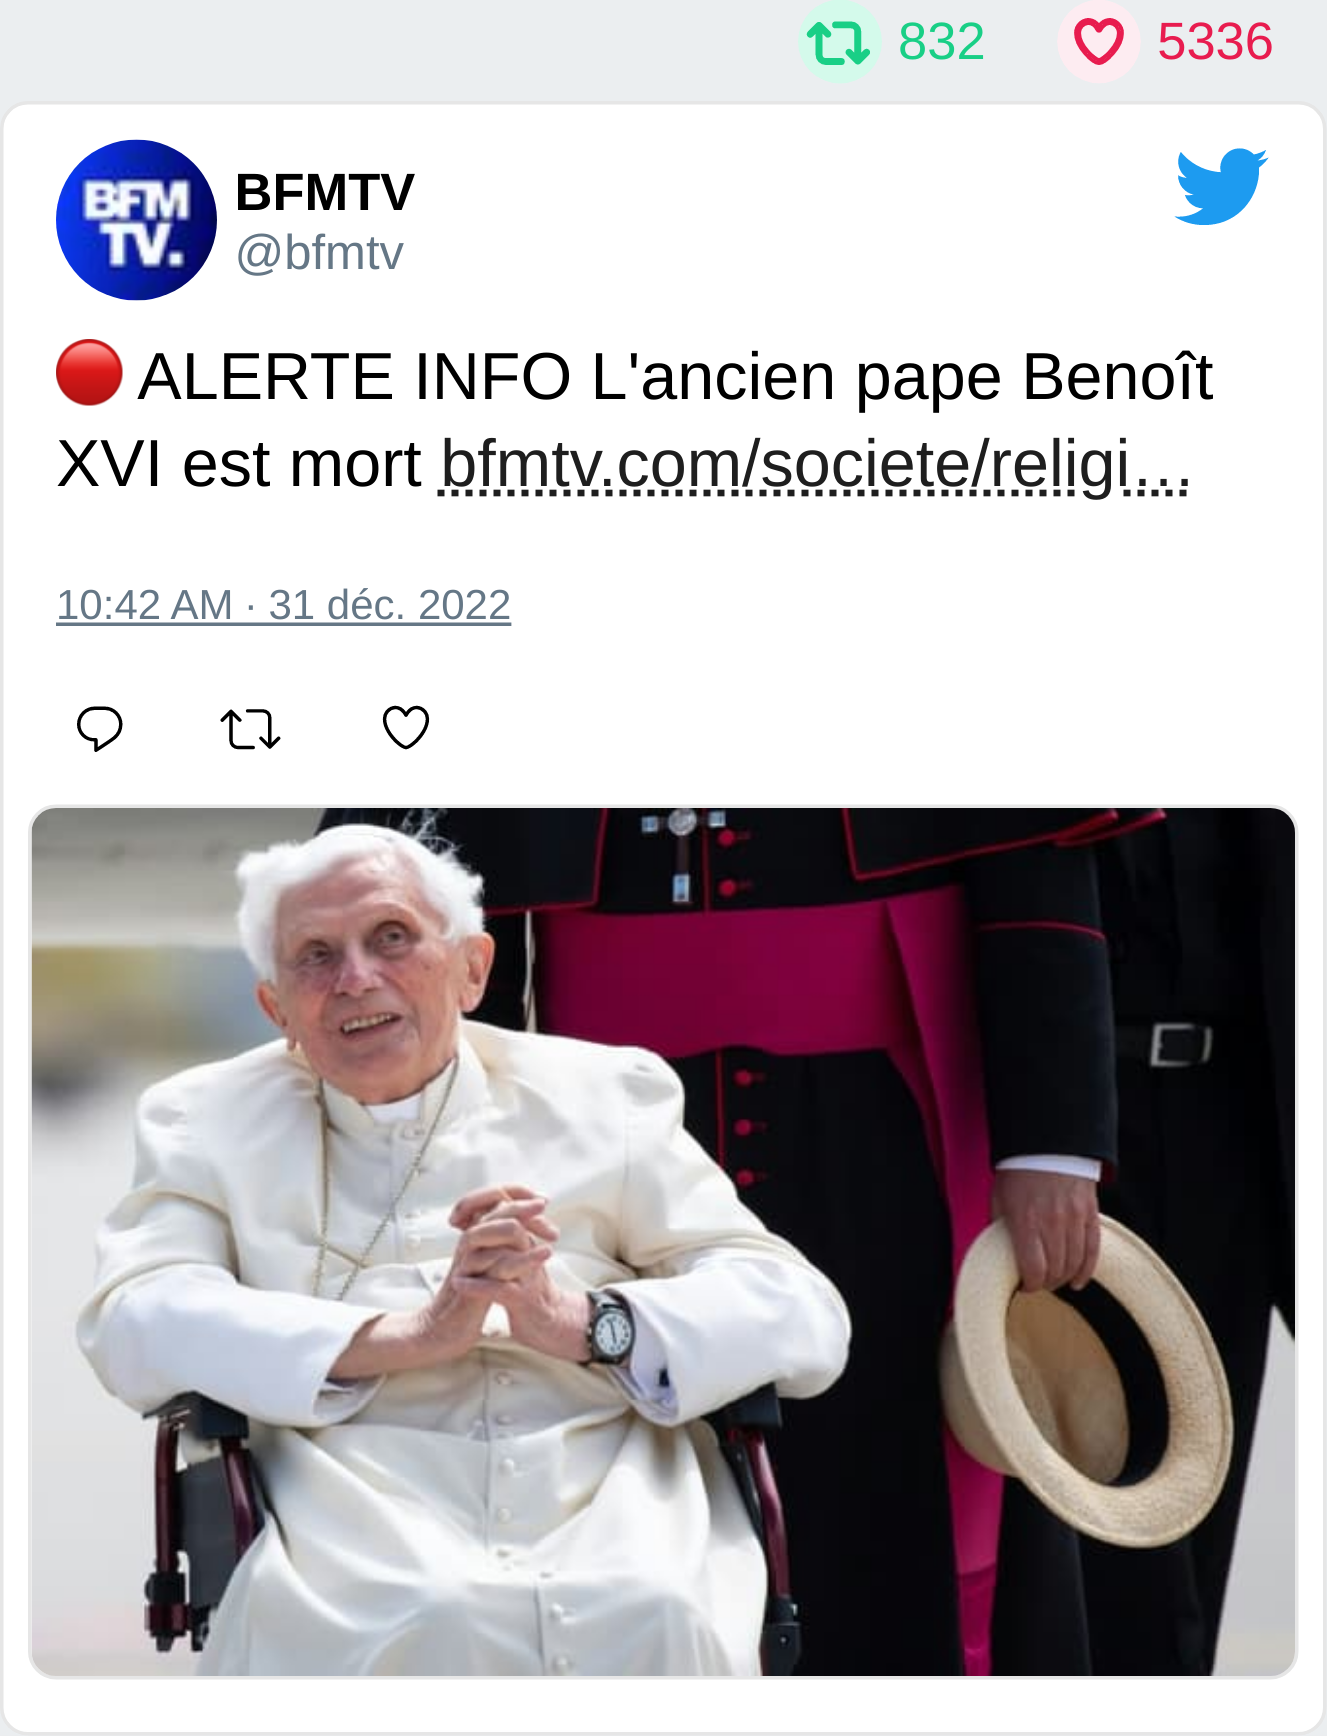 832 5336
BFM
TV.
BFMTV
@bfmtv
🔴 ALERTE INFO L'ancien pape Benoît
XVI est mort bfmtv.com/societe/religi…
10:42 AM · 31 déc. 2022